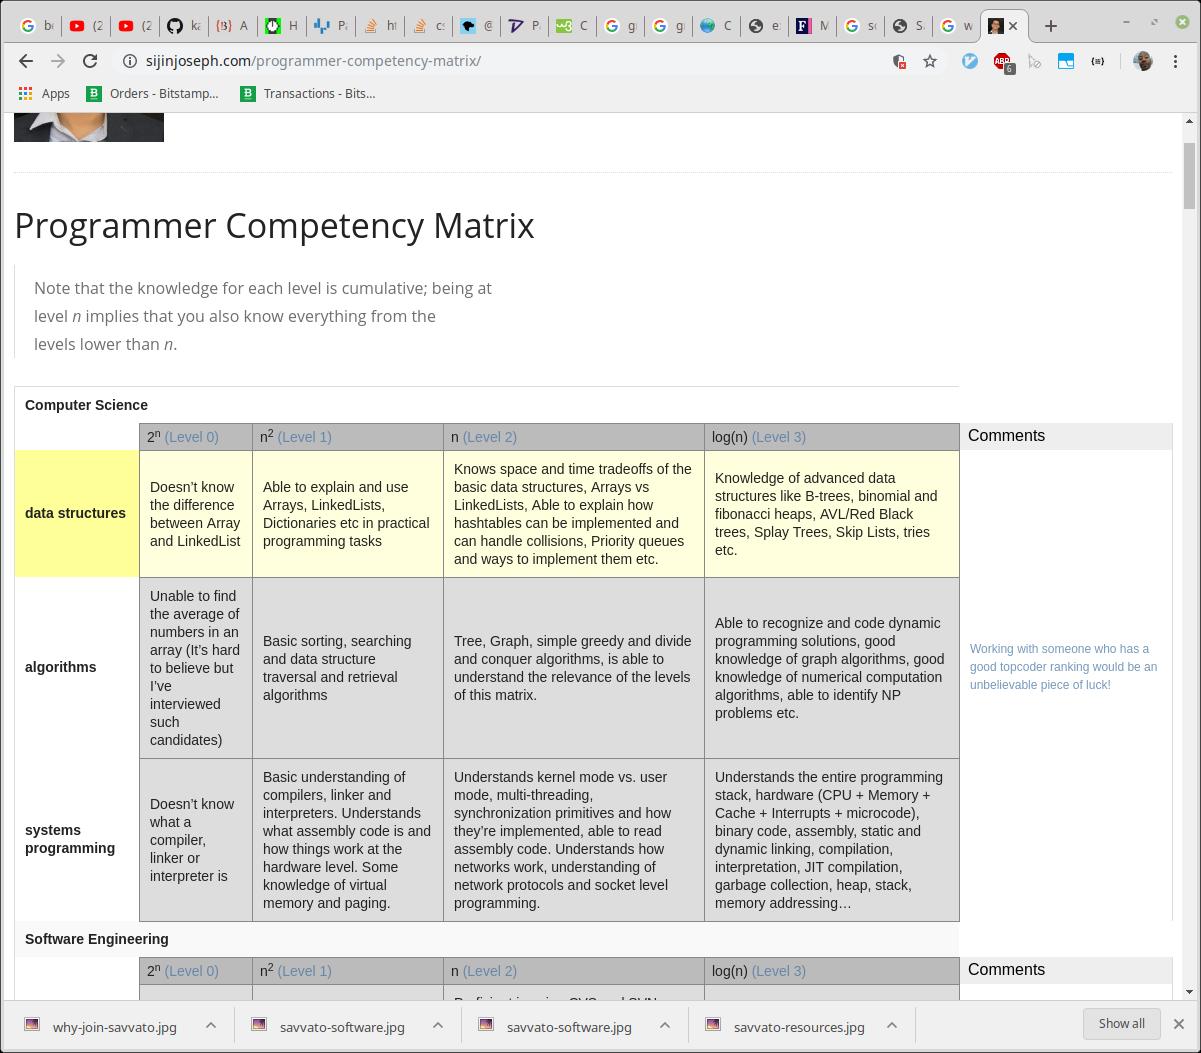 be
(2
(2
ka
A
H
Pa
ht
cs
@
Pa
C
g
g
C
e
M
so
S
w
sijinjoseph.com/programmer-competency-matrix/
ABP
6
Apps
Orders - Bitstamp...
Transactions - Bits...
Programmer Competency Matrix
Note that the knowledge for each level is cumulative; being at
level n implies that you also know everything from the
levels lower than n.
Computer Science
2ⁿ (Level 0)
n² (Level 1)
n (Level 2)
log(n) (Level 3)
Comments
data structures
Doesn’t know
the difference
between Array
and LinkedList
Able to explain and use
Arrays, LinkedLists,
Dictionaries etc in practical
programming tasks
Knows space and time tradeoffs of the
basic data structures, Arrays vs
LinkedLists, Able to explain how
hashtables can be implemented and
can handle collisions, Priority queues
and ways to implement them etc.
Knowledge of advanced data
structures like B-trees, binomial and
fibonacci heaps, AVL/Red Black
trees, Splay Trees, Skip Lists, tries
etc.
algorithms
Unable to find
the average of
numbers in an
array (It’s hard
to believe but
I’ve
interviewed
such
candidates)
Basic sorting, searching
and data structure
traversal and retrieval
algorithms
Tree, Graph, simple greedy and divide
and conquer algorithms, is able to
understand the relevance of the levels
of this matrix.
Able to recognize and code dynamic
programming solutions, good
knowledge of graph algorithms, good
knowledge of numerical computation
algorithms, able to identify NP
problems etc.
Working with someone who has a
good topcoder ranking would be an
unbelievable piece of luck!
systems
programming
Doesn’t know
what a
compiler,
linker or
interpreter is
Basic understanding of
compilers, linker and
interpreters. Understands
what assembly code is and
how things work at the
hardware level. Some
knowledge of virtual
memory and paging.
Understands kernel mode vs. user
mode, multi-threading,
synchronization primitives and how
they’re implemented, able to read
assembly code. Understands how
networks work, understanding of
network protocols and socket level
programming.
Understands the entire programming
stack, hardware (CPU + Memory +
Cache + Interrupts + microcode),
binary code, assembly, static and
dynamic linking, compilation,
interpretation, JIT compilation,
garbage collection, heap, stack,
memory addressing…
Software Engineering
2ⁿ (Level 0)
n² (Level 1)
n (Level 2)
log(n) (Level 3)
Comments
why-join-savvato.jpg
savvato-software.jpg
savvato-software.jpg
savvato-resources.jpg
Show all